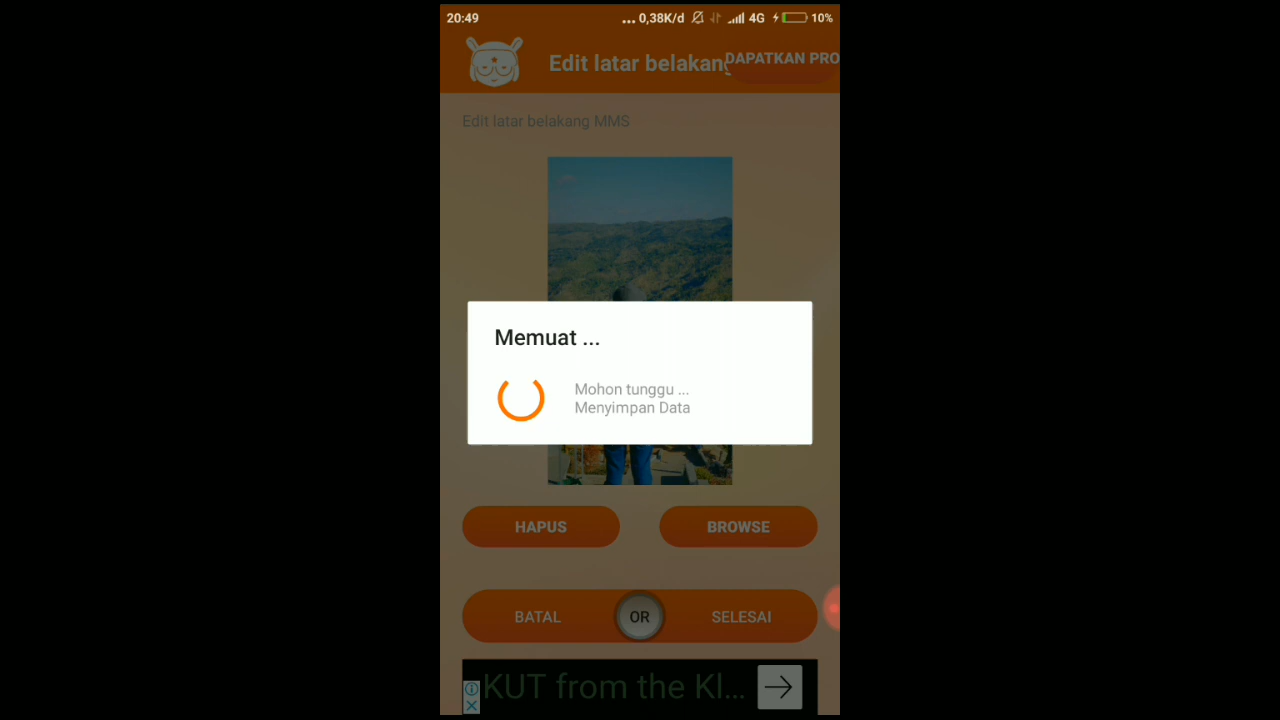 20:49
... 0,38K/d 4G 10%
Edit latar belakang
DAPATKAN PRO
Edit latar belakang MMS
Memuat ...
Mohon tunggu ...
Menyimpan Data
HAPUS
BROWSE
BATAL
OR
SELESAI
KUT from the Kl...